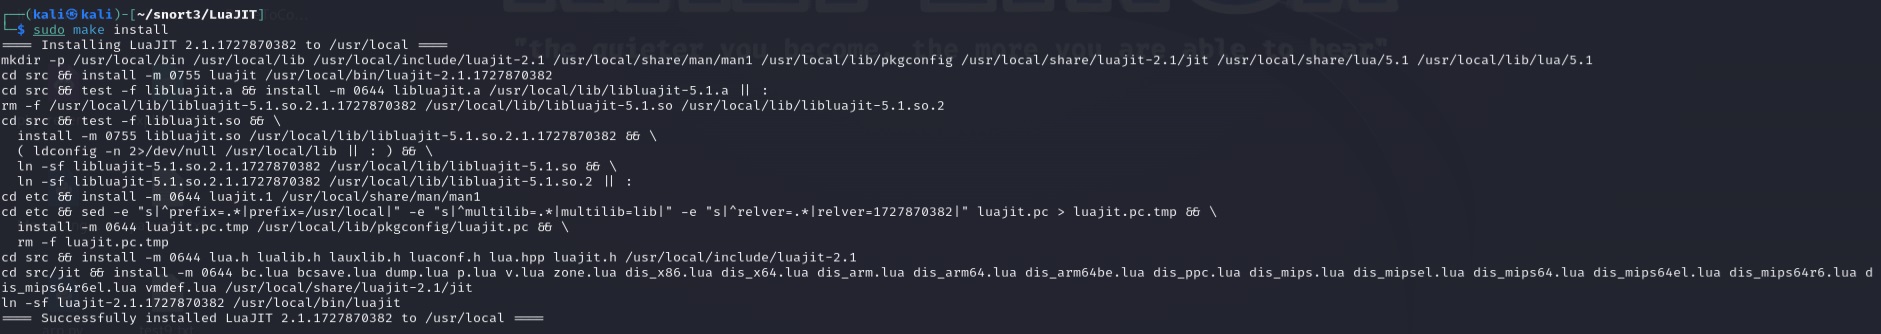 ┌──(kali㉿kali)-[~/snort3/LuaJIT]
└─$ sudo make install
==== Installing LuaJIT 2.1.1727870382 to /usr/local ====
"the quieter you become, the more you are able to hear"
mkdir -p /usr/local/bin /usr/local/lib /usr/local/include/luajit-2.1 /usr/local/share/man/man1 /usr/local/lib/pkgconfig /usr/local/share/luajit-2.1/jit /usr/local/share/lua/5.1 /usr/local/lib/lua/5.1
cd src && install -m 0755 luajit /usr/local/bin/luajit-2.1.1727870382
cd src && test -f libluajit.a && install -m 0644 libluajit.a /usr/local/lib/libluajit-5.1.a || :
rm -f /usr/local/lib/libluajit-5.1.so.2.1.1727870382 /usr/local/lib/libluajit-5.1.so /usr/local/lib/libluajit-5.1.so.2
cd src && test -f libluajit.so && \
  install -m 0755 libluajit.so /usr/local/lib/libluajit-5.1.so.2.1.1727870382 && \
  ( ldconfig -n 2>/dev/null /usr/local/lib || : ) && \
  ln -sf libluajit-5.1.so.2.1.1727870382 /usr/local/lib/libluajit-5.1.so && \
  ln -sf libluajit-5.1.so.2.1.1727870382 /usr/local/lib/libluajit-5.1.so.2 || :
cd etc && install -m 0644 luajit.1 /usr/local/share/man/man1
cd etc && sed -e "s|^prefix=.*|prefix=/usr/local|" -e "s|^multilib=.*|multilib=lib|" -e "s|^relver=.*|relver=1727870382|" luajit.pc > luajit.pc.tmp && \
  install -m 0644 luajit.pc.tmp /usr/local/lib/pkgconfig/luajit.pc && \
  rm -f luajit.pc.tmp
cd src && install -m 0644 lua.h lualib.h lauxlib.h luaconf.h lua.hpp luajit.h /usr/local/include/luajit-2.1
cd src/jit && install -m 0644 bc.lua bcsave.lua dump.lua p.lua v.lua zone.lua dis_x86.lua dis_x64.lua dis_arm.lua dis_arm64.lua dis_arm64be.lua dis_ppc.lua dis_mips.lua dis_mipsel.lua dis_mips64.lua dis_mips64el.lua dis_mips64r6.lua d
is_mips64r6el.lua vmdef.lua /usr/local/share/luajit-2.1/jit
ln -sf luajit-2.1.1727870382 /usr/local/bin/luajit
==== Successfully installed LuaJIT 2.1.1727870382 to /usr/local ====